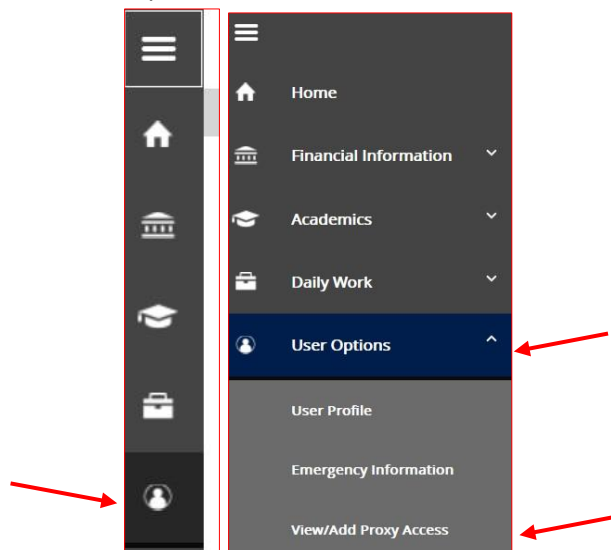 Home
Financial Information
Academics
Daily Work
User Options
User Profile
Emergency Information
View/Add Proxy Access